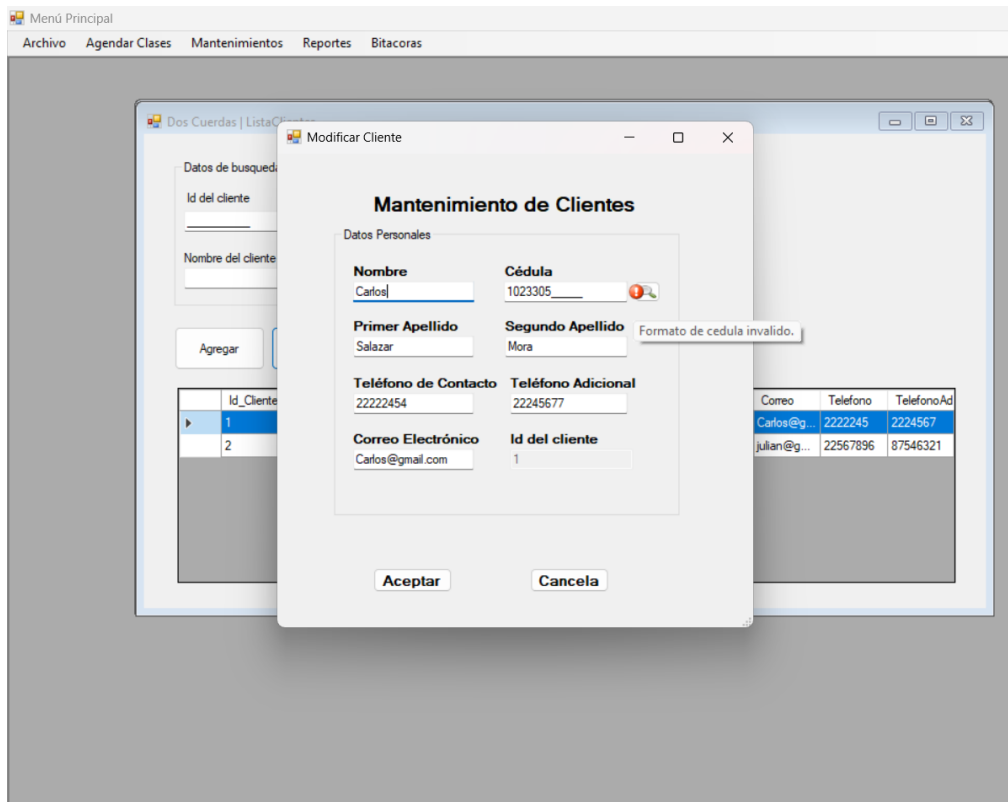 Menú Principal
Archivo Agendar Clases Mantenimientos Reportes Bitacoras
Dos Cuerdas | ListaClientes
Datos de busqueda
Id del cliente
Nombre del cliente
Agregar
Id_Cliente
1
2
Correo Telefono TelefonoAd
Carlos@g... 2222245 2224567
julian@g... 22567896 87546321
Modificar Cliente
Mantenimiento de Clientes
Datos Personales
Nombre Cédula
Carlos 1023305_____
Primer Apellido Segundo Apellido
Formato de cedula invalido.
Salazar Mora
Teléfono de Contacto Teléfono Adicional
22222454 22245677
Correo Electrónico Id del cliente
Carlos@gmail.com 1
Aceptar Cancela